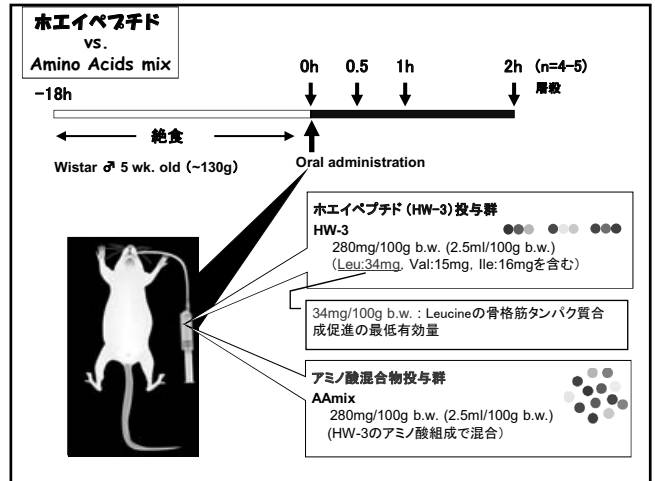 ホエイペプチド
vs.
Amino Acids mix
0h 0.5 1h 2h (n=4-5)
屠殺
-18h
絶食
Wistar ♂ 5 wk. old (~130g)
Oral administration
ホエイペプチド (HW-3) 投与群
HW-3
280mg/100g b.w. (2.5ml/100g b.w.)
(Leu:34mg, Val:15mg, Ile:16mgを含む)
34mg/100g b.w. : Leucineの骨格筋タンパク質合
成促進の最低有効量
アミノ酸混合物投与群
AAmix
280mg/100g b.w. (2.5ml/100g b.w.)
(HW-3のアミノ酸組成で混合)